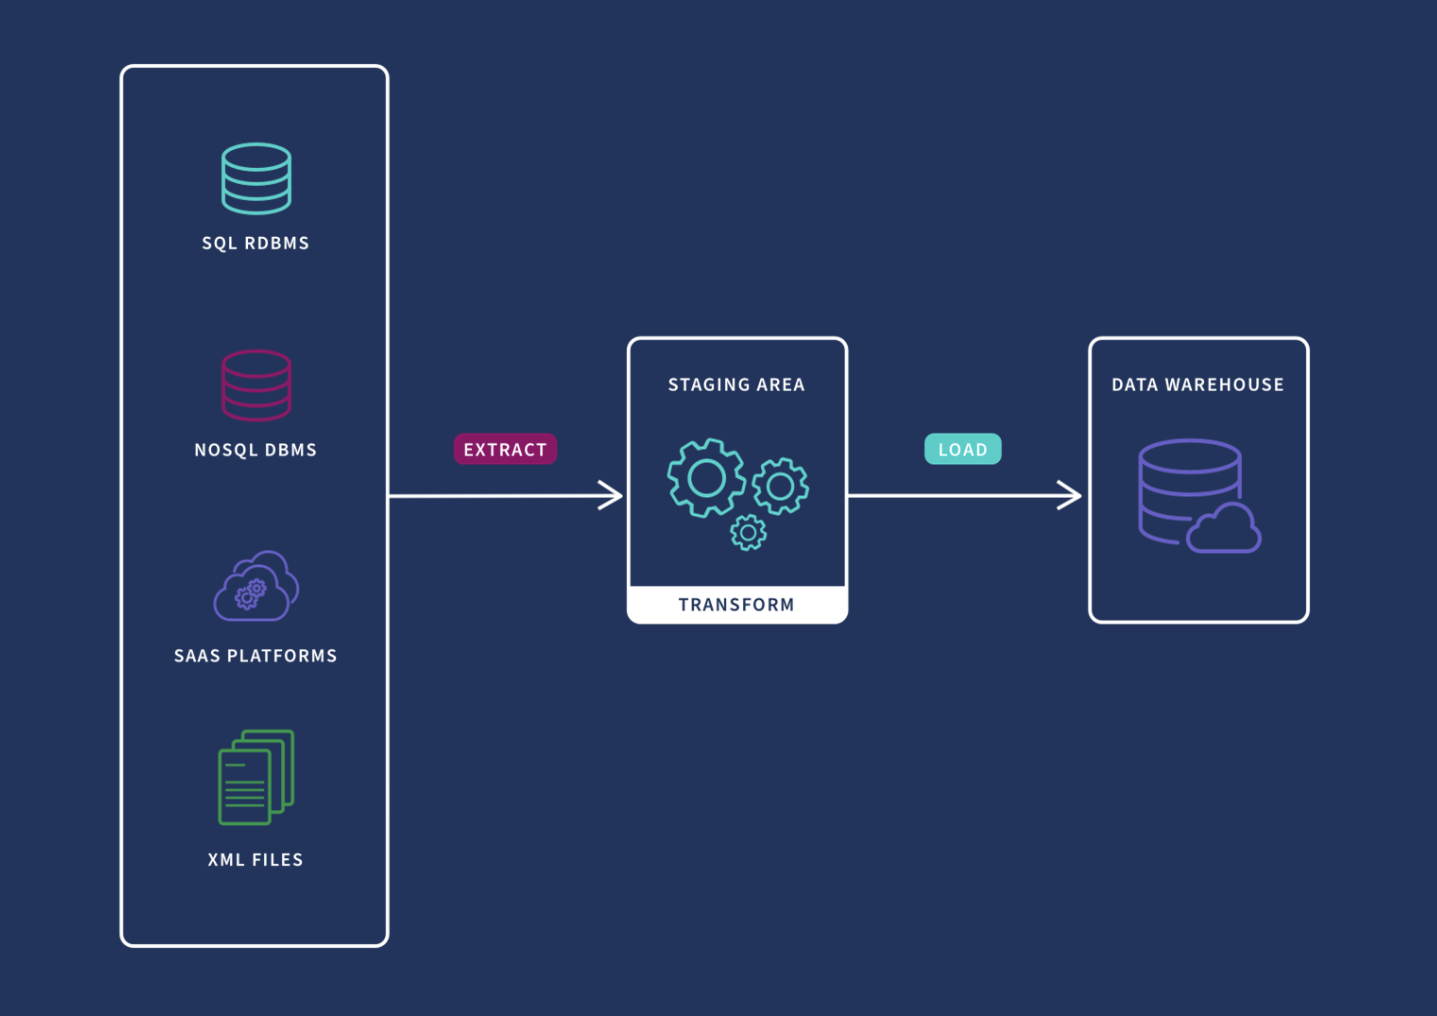 SQL RDBMS
NOSQL DBMS
SAAS PLATFORMS
XML FILES
EXTRACT
STAGING AREA
TRANSFORM
LOAD
DATA WAREHOUSE